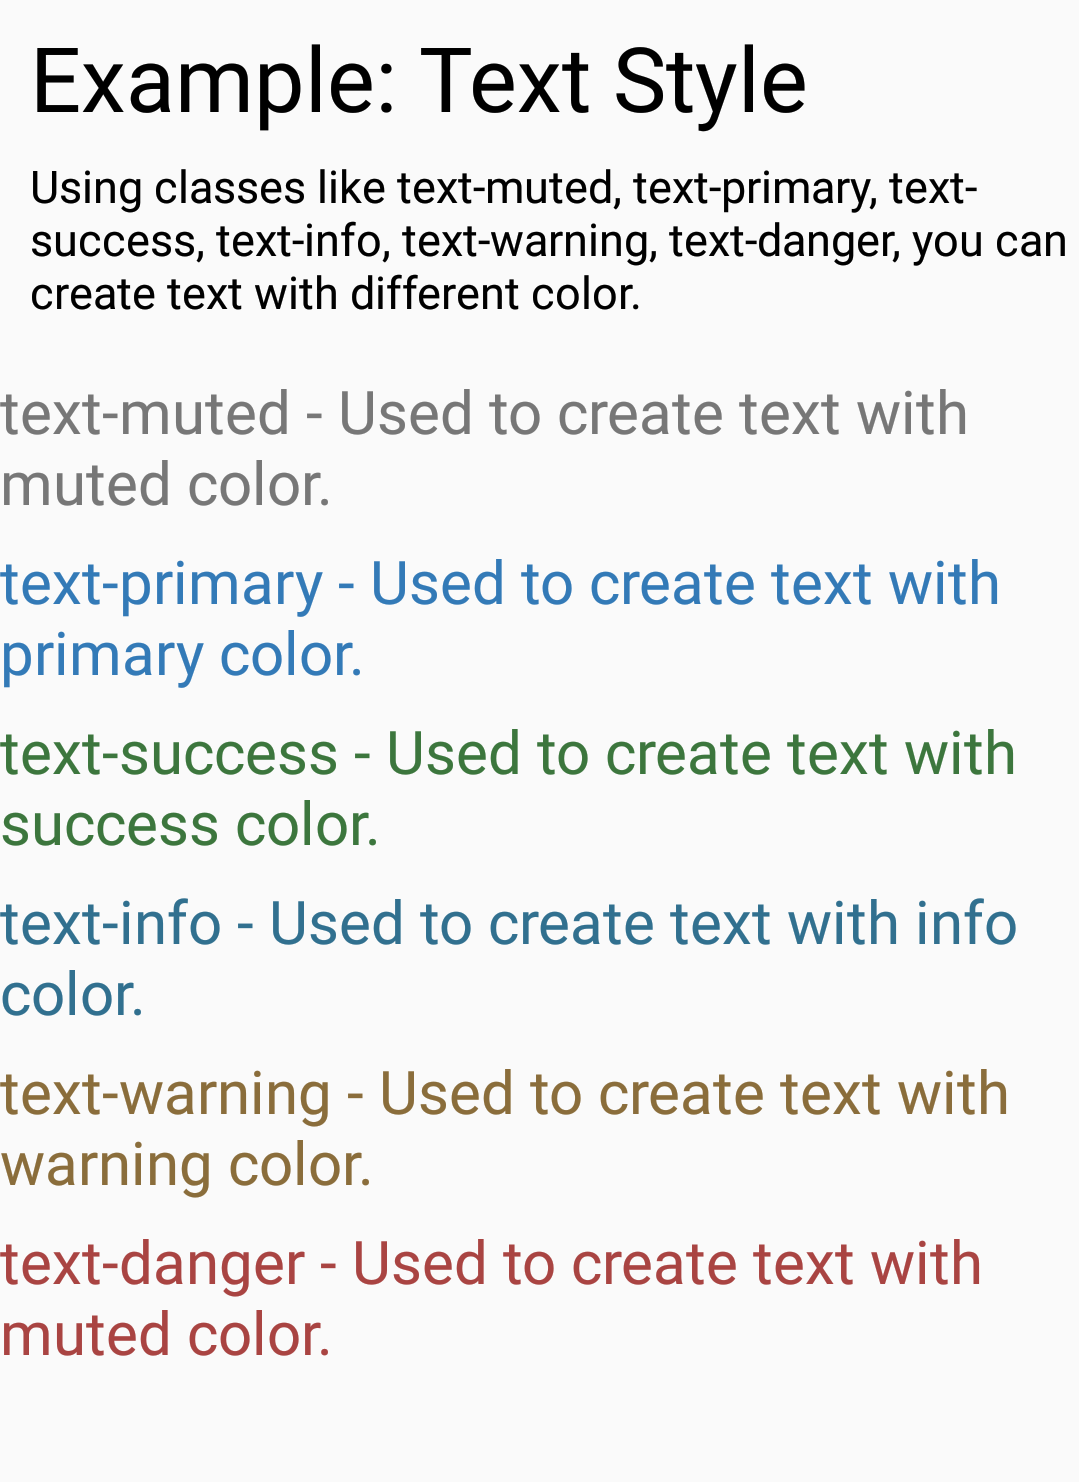 Example: Text Style
Using classes like text-muted, text-primary, text-
success, text-info, text-warning, text-danger, you can
create text with different color.
text-muted - Used to create text with
muted color.
text-primary - Used to create text with
primary color.
text-success - Used to create text with
success color.
text-info - Used to create text with info
color.
text-warning - Used to create text with
warning color.
text-danger - Used to create text with
muted color.